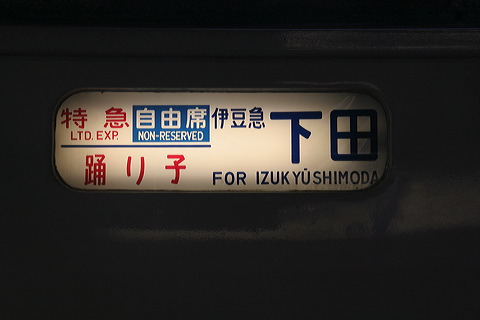 特急 自由席 伊豆急 下田
LTD. EXP. NON-RESERVED
踊り子 FOR IZUKYŪSHIMODA